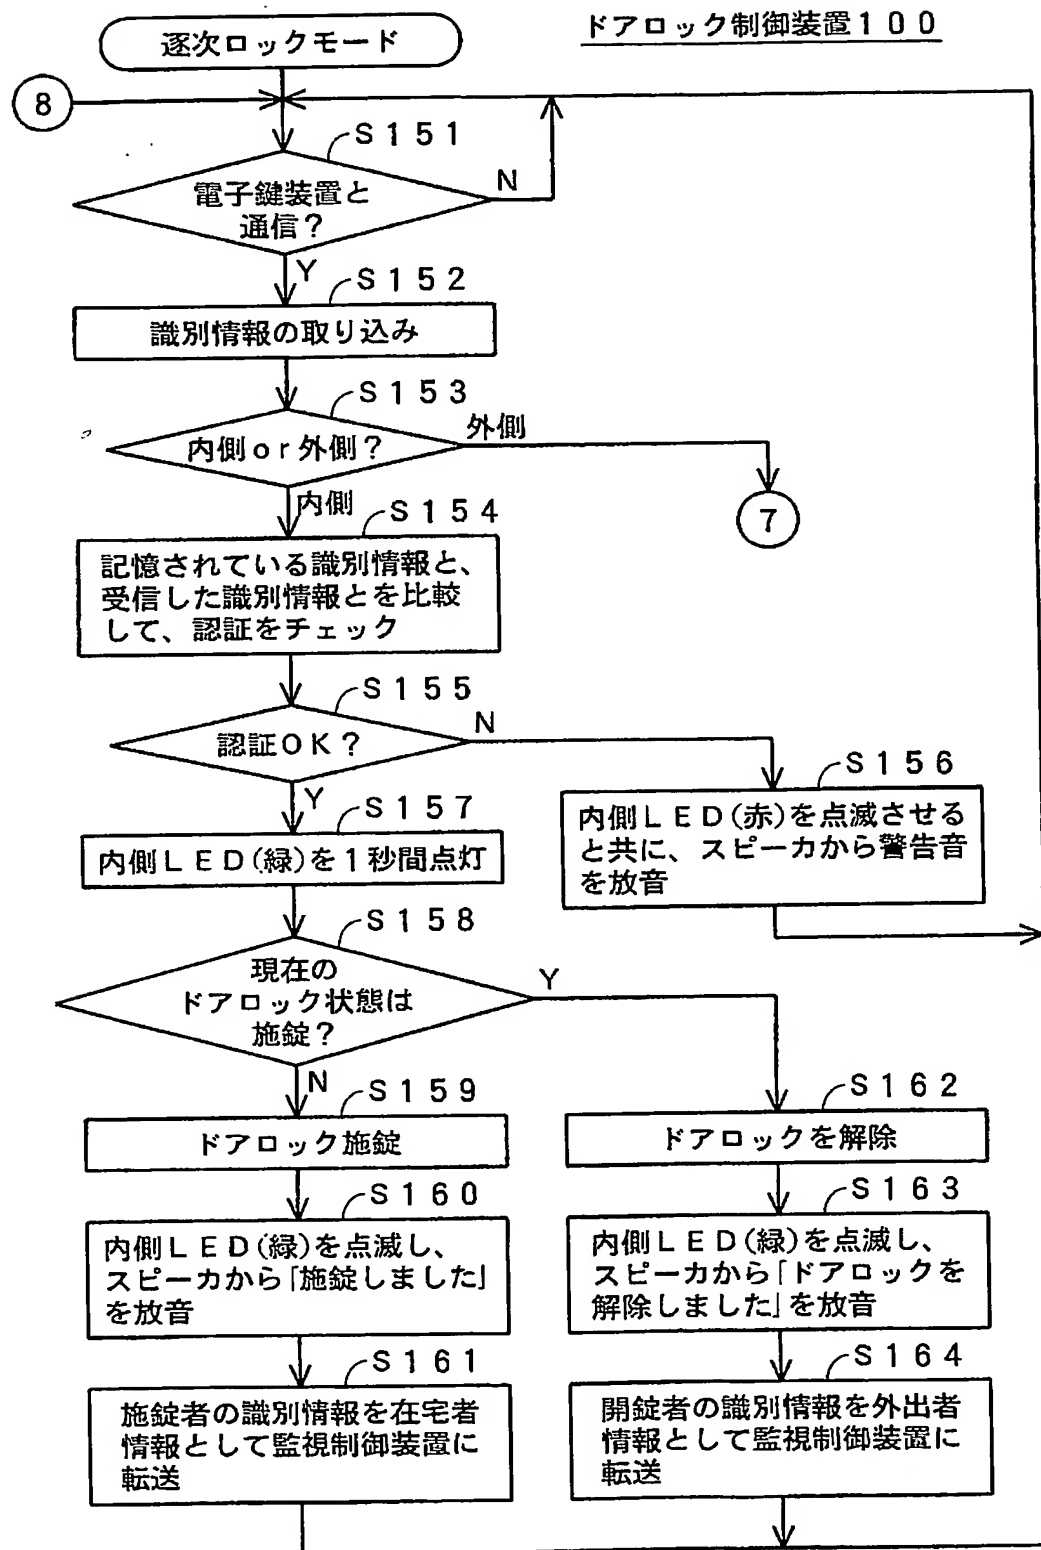 ドアロック制御装置１００
逐次ロックモード
8
Ｓ１５１
電子鍵装置と
通信？
N
Y
Ｓ１５２
識別情報の取り込み
Ｓ１５３
内側ｏｒ外側？
外側
7
内側
Ｓ１５４
記憶されている識別情報と、
受信した識別情報とを比較
して、認証をチェック
Ｓ１５５
認証ＯＫ？
N
Y
Ｓ１５６
内側ＬＥＤ(赤)を点滅させる
と共に、スピーカから警告音
を放音
Ｓ１５７
内側ＬＥＤ(緑)を１秒間点灯
Ｓ１５８
現在の
ドアロック状態は
施錠？
Y
N
Ｓ１５９
ドアロック施錠
Ｓ１６０
内側ＬＥＤ(緑)を点滅し、
スピーカから「施錠しました」
を放音
Ｓ１６１
施錠者の識別情報を在宅者
情報として監視制御装置に
転送
Ｓ１６２
ドアロックを解除
Ｓ１６３
内側ＬＥＤ(緑)を点滅し、
スピーカから「ドアロックを
解除しました」を放音
Ｓ１６４
開錠者の識別情報を外出者
情報として監視制御装置に
転送